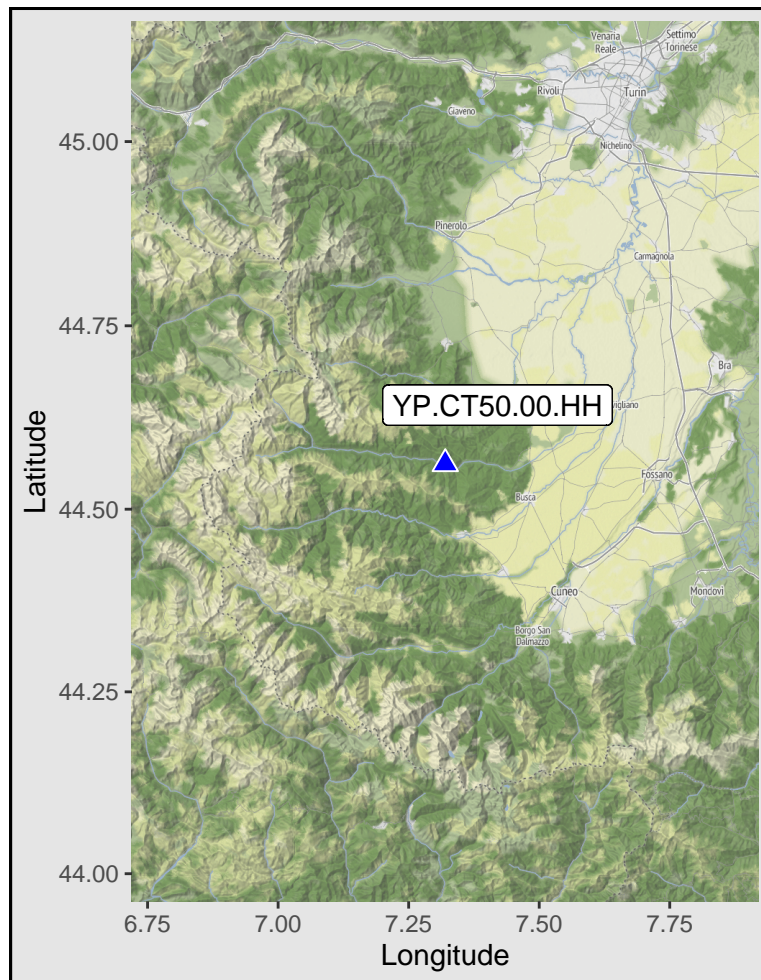 Venaria
Reale
Settimo
Torinese
Rivoli
Turin
Giaveno
Nichelino
45.00
Pinerolo
Carmagnola
44.75
Bra
YP.CT50.00.HH
vigliano
Latitude
Fossano
Busca
44.50
Cuneo
Mondovì
Borgo San
Dalmazzo
44.25
44.00
6.75
7.00
7.25
7.50
7.75
Longitude